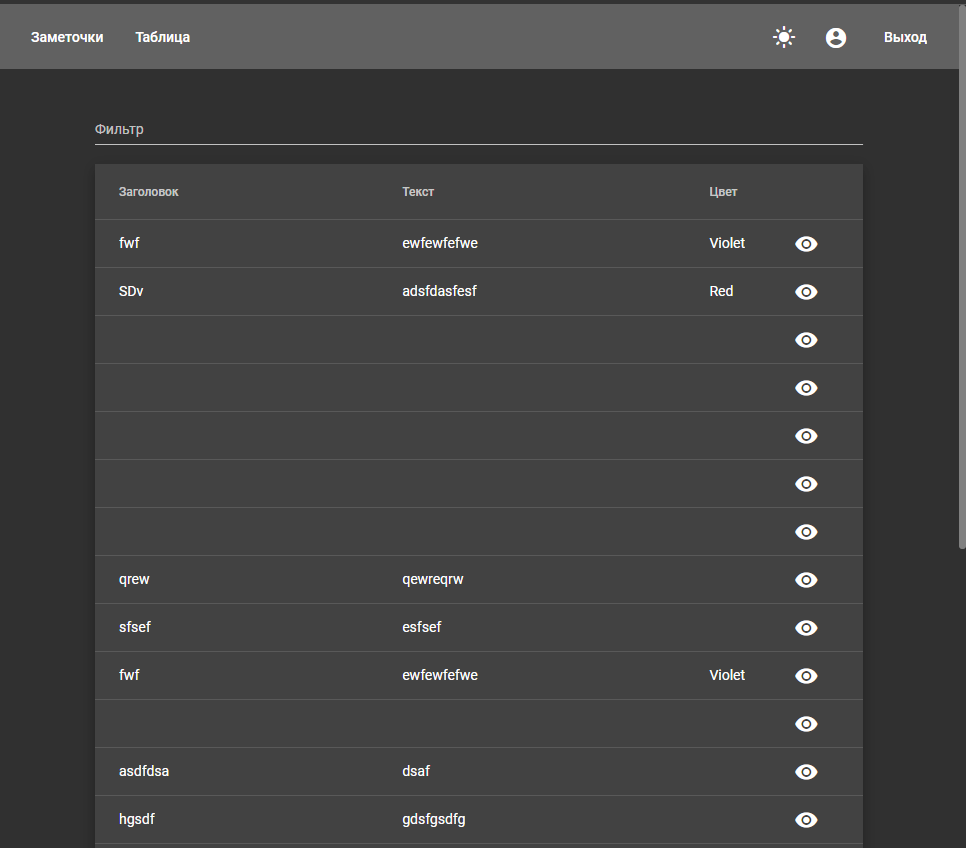 Заметочки Таблица Выход
Фильтр
Заголовок Текст Цвет
fwf ewfewfefwe Violet
SDv adsfdasfesf Red
qrew qewreqrw
sfsef esfsef
fwf ewfewfefwe Violet
asdfdsa dsaf
hgsdf gdsfgsdfg